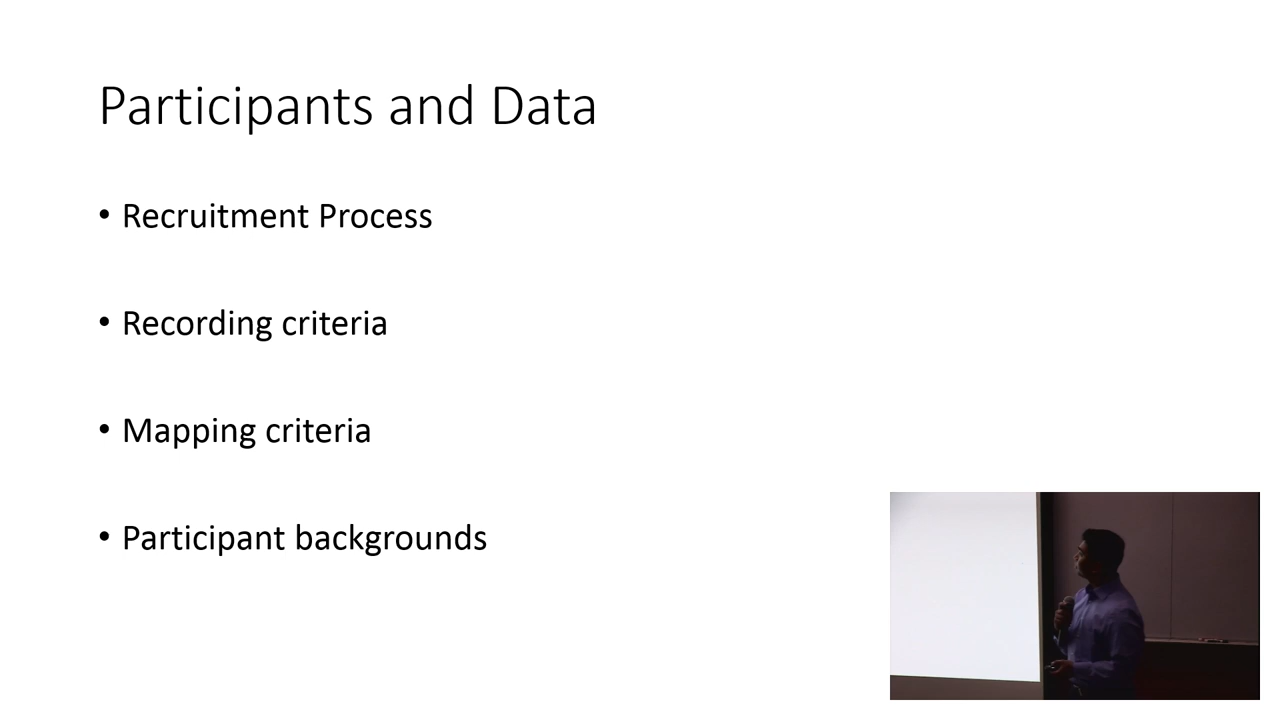 Participants and Data
• Recruitment Process
• Recording criteria
• Mapping criteria
• Participant backgrounds